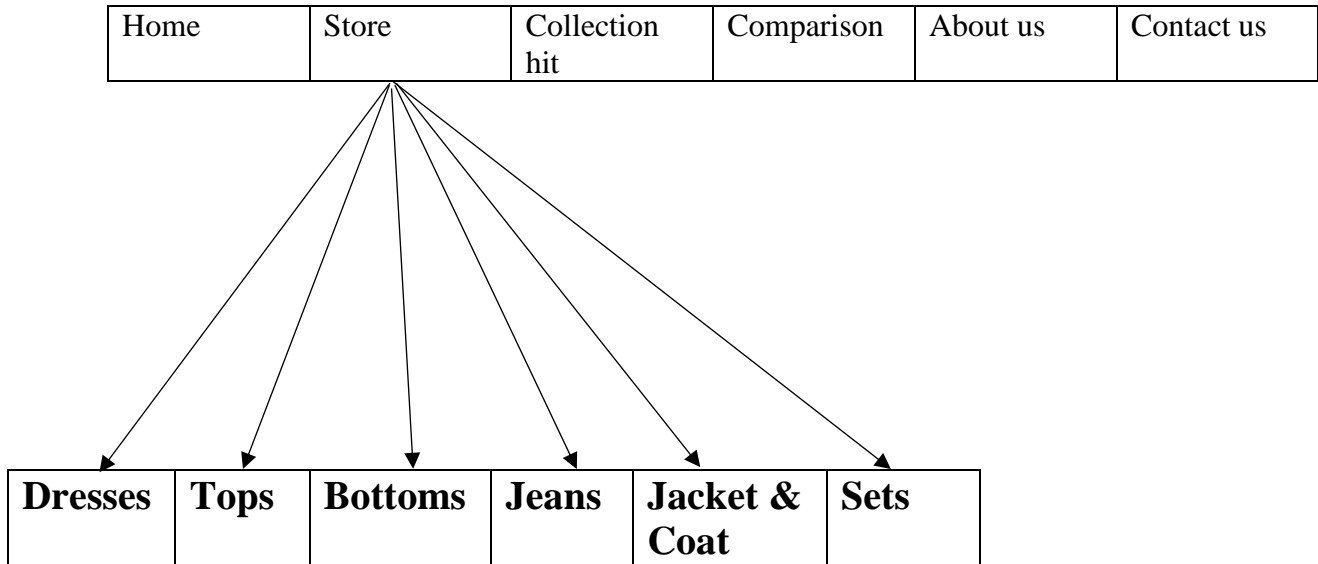 Home Store Collection Comparison About us Contact us
hit
Dresses Tops Bottoms Jeans Jacket & Sets
Coat